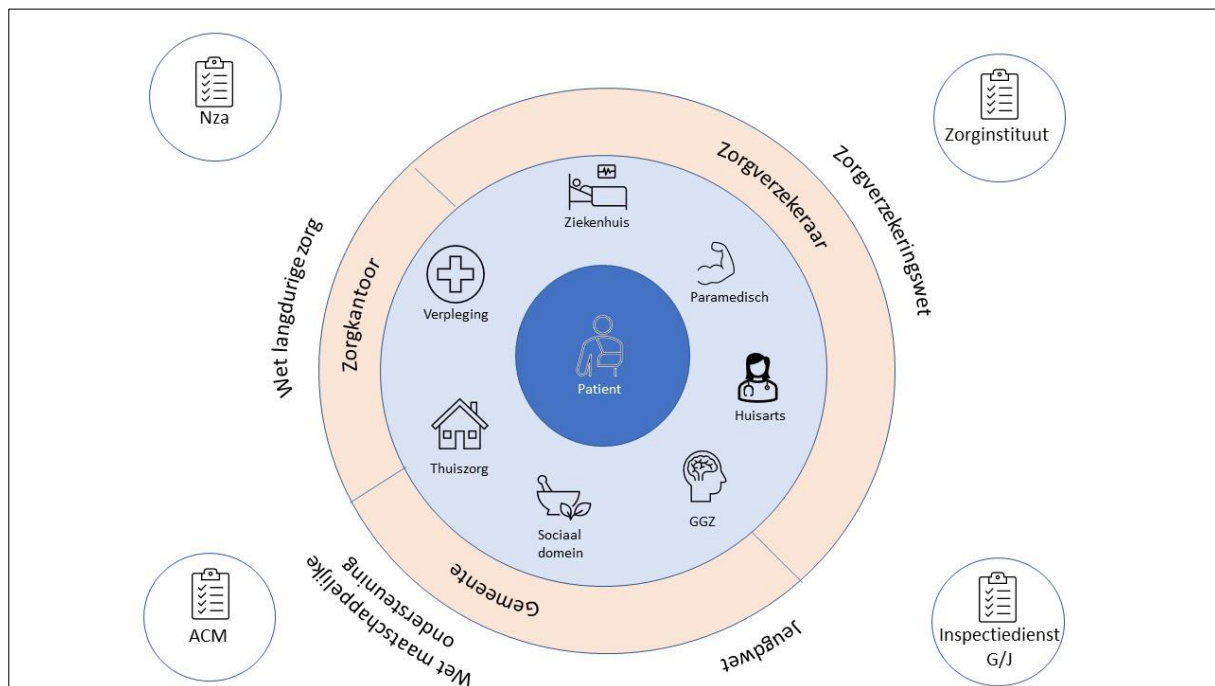 Nza
Zorginstituut
Zorgverzekeraar
Zorgverzekeringswet
Ziekenhuis
Wet langdurige zorg
Zorgkantoor
Verpleging
Paramedisch
Patient
Huisarts
Thuiszorg
GGZ
Sociaal
domein
Gemeente
Wet maatschappelijke
ondersteuning
Jeugdwet
ACM
Inspectiedienst
G/J